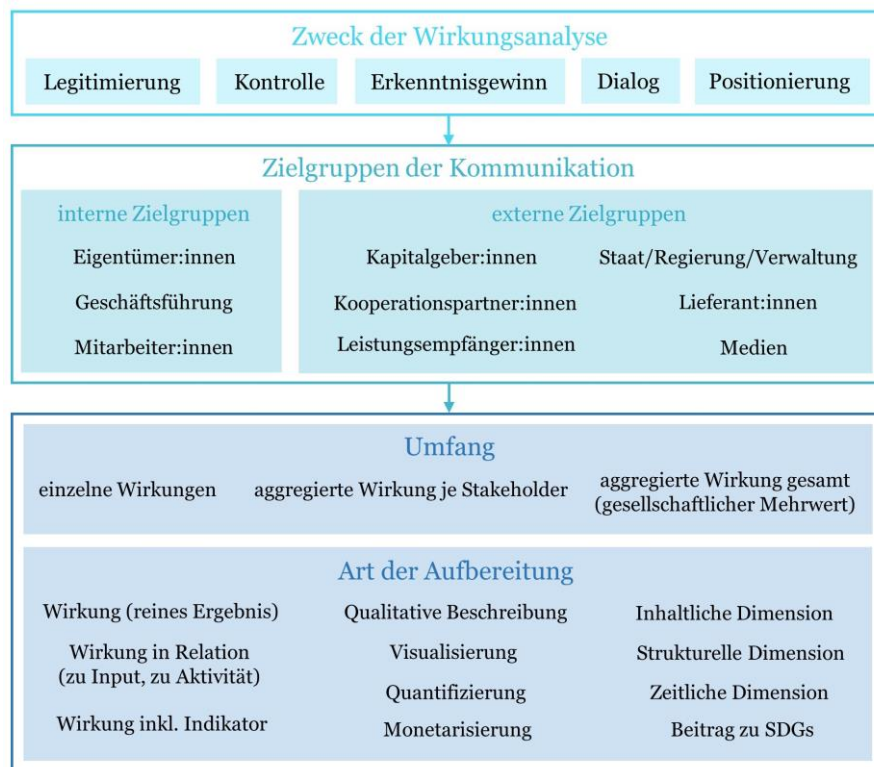 Zweck der Wirkungsanalyse
Legitimierung
Kontrolle
Erkenntnisgewinn
Dialog
Positionierung
Zielgruppen der Kommunikation
interne Zielgruppen
Eigentümer:innen
Geschäftsführung
Mitarbeiter:innen
externe Zielgruppen
Kapitalgeber:innen
Kooperationspartner:innen
Leistungsempfänger:innen
Staat/Regierung/Verwaltung
Lieferant:innen
Medien
Umfang
einzelne Wirkungen
aggregierte Wirkung je Stakeholder
aggregierte Wirkung gesamt
(gesellschaftlicher Mehrwert)
Art der Aufbereitung
Wirkung (reines Ergebnis)
Wirkung in Relation
(zu Input, zu Aktivität)
Wirkung inkl. Indikator
Qualitative Beschreibung
Visualisierung
Quantifizierung
Monetarisierung
Inhaltliche Dimension
Strukturelle Dimension
Zeitliche Dimension
Beitrag zu SDGs